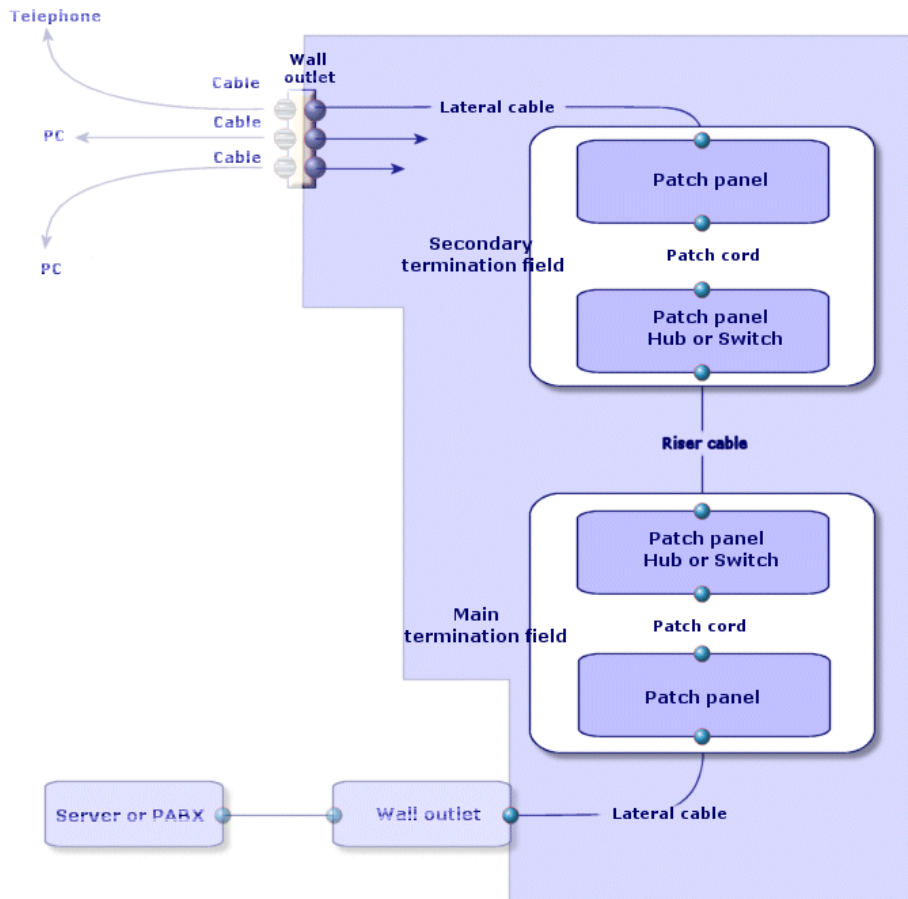 Telephone
Wall
outlet
Cable
Lateral cable
Cable
PC
Cable
Patch panel
Secondary
termination field
Patch cord
PC
Patch panel
Hub or Switch
Riser cable
Patch panel
Hub or Switch
Main
termination field
Patch cord
Patch panel
Server or PABX
Wall outlet
Lateral cable